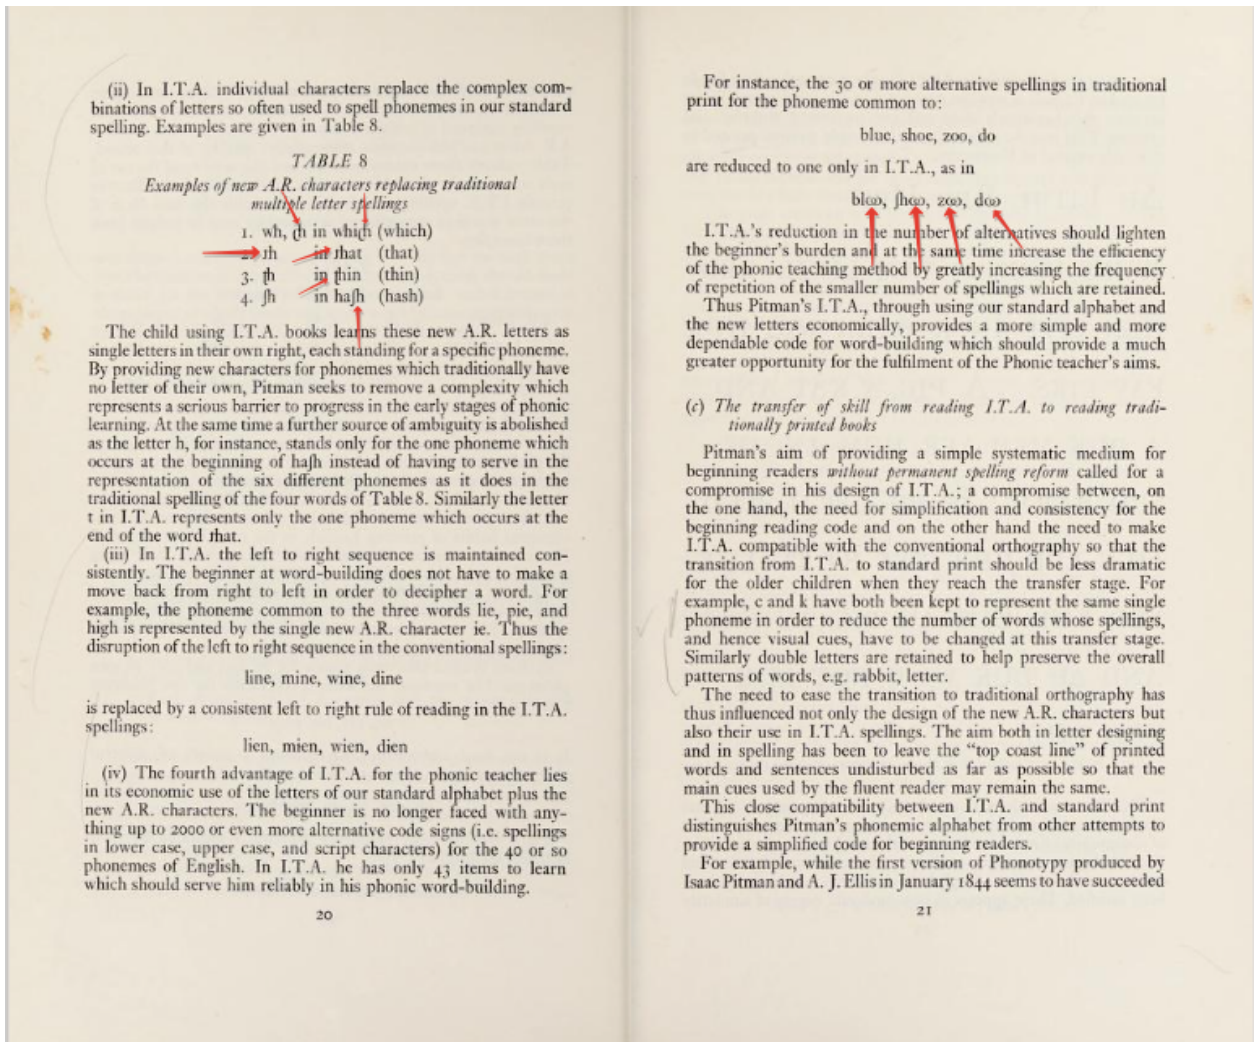 (ii) In I.T.A. individual characters replace the complex com-
binations of letters so often used to spell phonemes in our standard
spelling. Examples are given in Table 8.
TABLE 8
Examples of new A.R. characters replacing traditional
multiple letter spellings
1. wh, ʧh in whiʧh (which)
2. ʇh in ʇhat (that)
3. ƫh in ƫhin (thin)
4. ʃh in haʃh (hash)
The child using I.T.A. books learns these new A.R. letters as
single letters in their own right, each standing for a specific phoneme.
By providing new characters for phonemes which traditionally have
no letter of their own, Pitman seeks to remove a complexity which
represents a serious barrier to progress in the early stages of phonic
learning. At the same time a further source of ambiguity is abolished
as the letter h, for instance, stands only for the one phoneme which
occurs at the beginning of haʃh instead of having to serve in the
representation of the six different phonemes as it does in the
traditional spelling of the four words of Table 8. Similarly the letter
t in I.T.A. represents only the one phoneme which occurs at the
end of the word ʇhat.
(iii) In I.T.A. the left to right sequence is maintained con-
sistently. The beginner at word-building does not have to make a
move back from right to left in order to decipher a word. For
example, the phoneme common to the three words lie, pie, and
high is represented by the single new A.R. character ie. Thus the
disruption of the left to right sequence in the conventional spellings:
line, mine, wine, dine
is replaced by a consistent left to right rule of reading in the I.T.A.
spellings:
lien, mien, wien, dien
(iv) The fourth advantage of I.T.A. for the phonic teacher lies
in its economic use of the letters of our standard alphabet plus the
new A.R. characters. The beginner is no longer faced with any-
thing up to 2000 or even more alternative code signs (i.e. spellings
in lower case, upper case, and script characters) for the 40 or so
phonemes of English. In I.T.A. he has only 43 items to learn
which should serve him reliably in his phonic word-building.
20
For instance, the 30 or more alternative spellings in traditional
print for the phoneme common to:
blue, shoe, zoo, do
are reduced to one only in I.T.A., as in
blꞷ, ʃhꞷ, zꞷ, dꞷ
I.T.A.'s reduction in the number of alternatives should lighten
the beginner's burden and at the same time increase the efficiency
of the phonic teaching method by greatly increasing the frequency
of repetition of the smaller number of spellings which are retained.
Thus Pitman's I.T.A., through using our standard alphabet and
the new letters economically, provides a more simple and more
dependable code for word-building which should provide a much
greater opportunity for the fulfilment of the Phonic teacher's aims.
(c) The transfer of skill from reading I.T.A. to reading tradi-
tionally printed books
Pitman's aim of providing a simple systematic medium for
beginning readers without permanent spelling reform called for a
compromise in his design of I.T.A.; a compromise between, on
the one hand, the need for simplification and consistency for the
beginning reading code and on the other hand the need to make
I.T.A. compatible with the conventional orthography so that the
transition from I.T.A. to standard print should be less dramatic
for the older children when they reach the transfer stage. For
example, c and k have both been kept to represent the same single
phoneme in order to reduce the number of words whose spellings,
and hence visual cues, have to be changed at this transfer stage.
Similarly double letters are retained to help preserve the overall
patterns of words, e.g. rabbit, letter.
The need to ease the transition to traditional orthography has
thus influenced not only the design of the new A.R. characters but
also their use in I.T.A. spellings. The aim both in letter designing
and in spelling has been to leave the "top coast line" of printed
words and sentences undisturbed as far as possible so that the
main cues used by the fluent reader may remain the same.
This close compatibility between I.T.A. and standard print
distinguishes Pitman's phonemic alphabet from other attempts to
provide a simplified code for beginning readers.
For example, while the first version of Phonotypy produced by
Isaac Pitman and A. J. Ellis in January 1844 seems to have succeeded
21